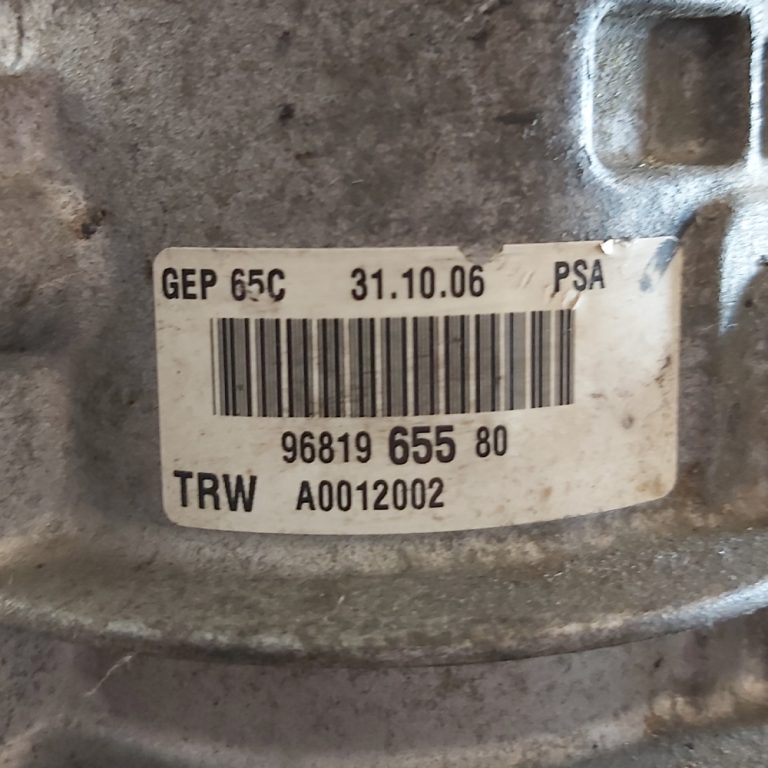 GEP 65C 31.10.06 PSA
96819 655 80
TRW A0012002